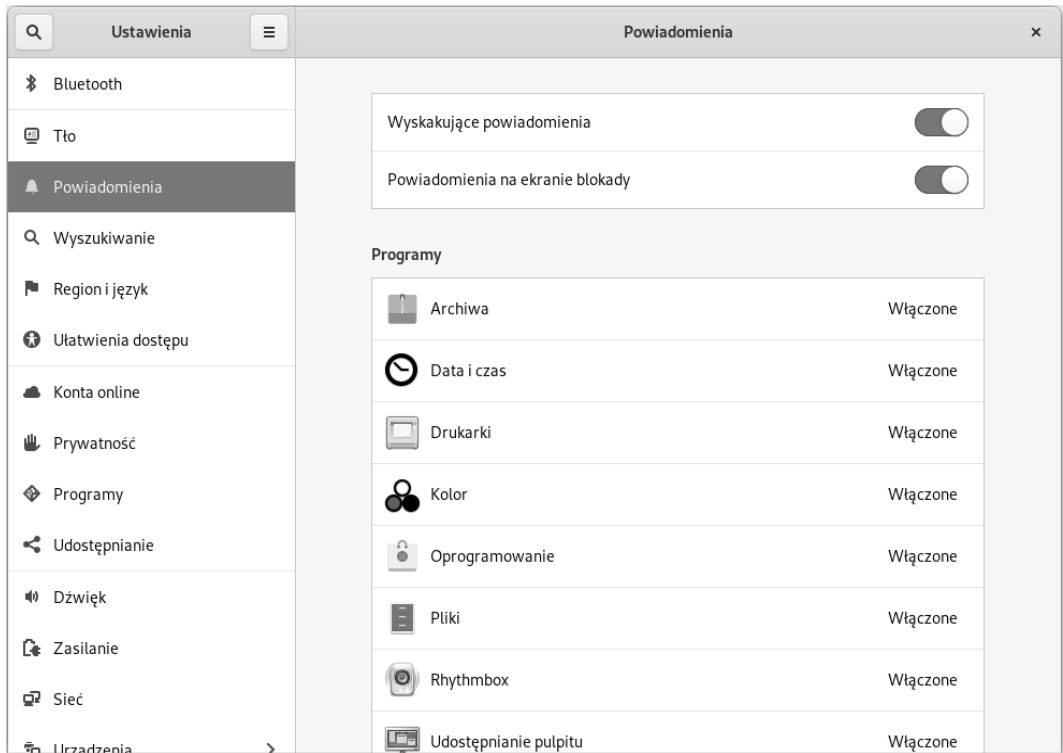 Ustawienia
Powiadomienia
Bluetooth
Tło
Powiadomienia
Wyszukiwanie
Region i język
Ułatwienia dostępu
Konta online
Prywatność
Programy
Udostępnianie
Dźwięk
Zasilanie
Sieć
Urządzenia
Wyskakujące powiadomienia
Powiadomienia na ekranie blokady
Programy
Archiwa Włączone
Data i czas Włączone
Drukarki Włączone
Kolor Włączone
Oprogramowanie Włączone
Pliki Włączone
Rhythmbox Włączone
Udostępnianie pulpitu Włączone